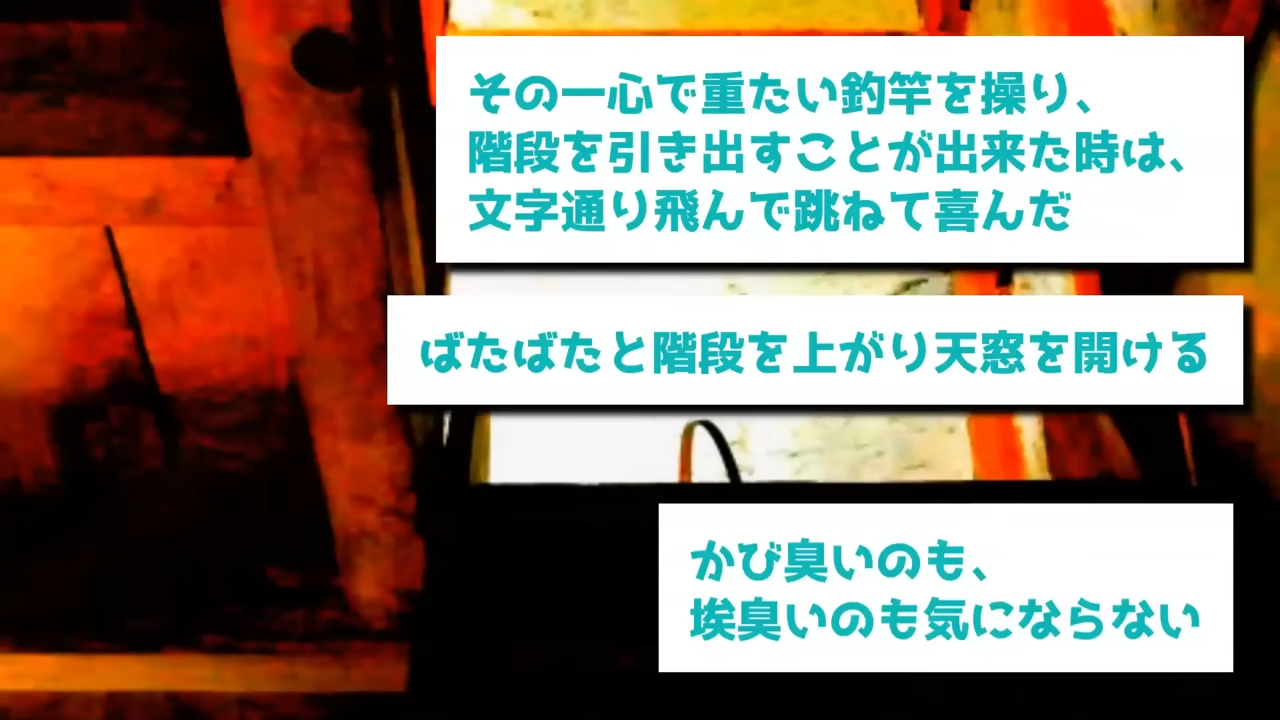 その一心で重たい釣竿を操り、
階段を引き出すことが出来た時は、
文字通り飛んで跳ねて喜んだ
ばたばたと階段を上がり天窓を開ける
かび臭いのも、
埃臭いのも気にならない